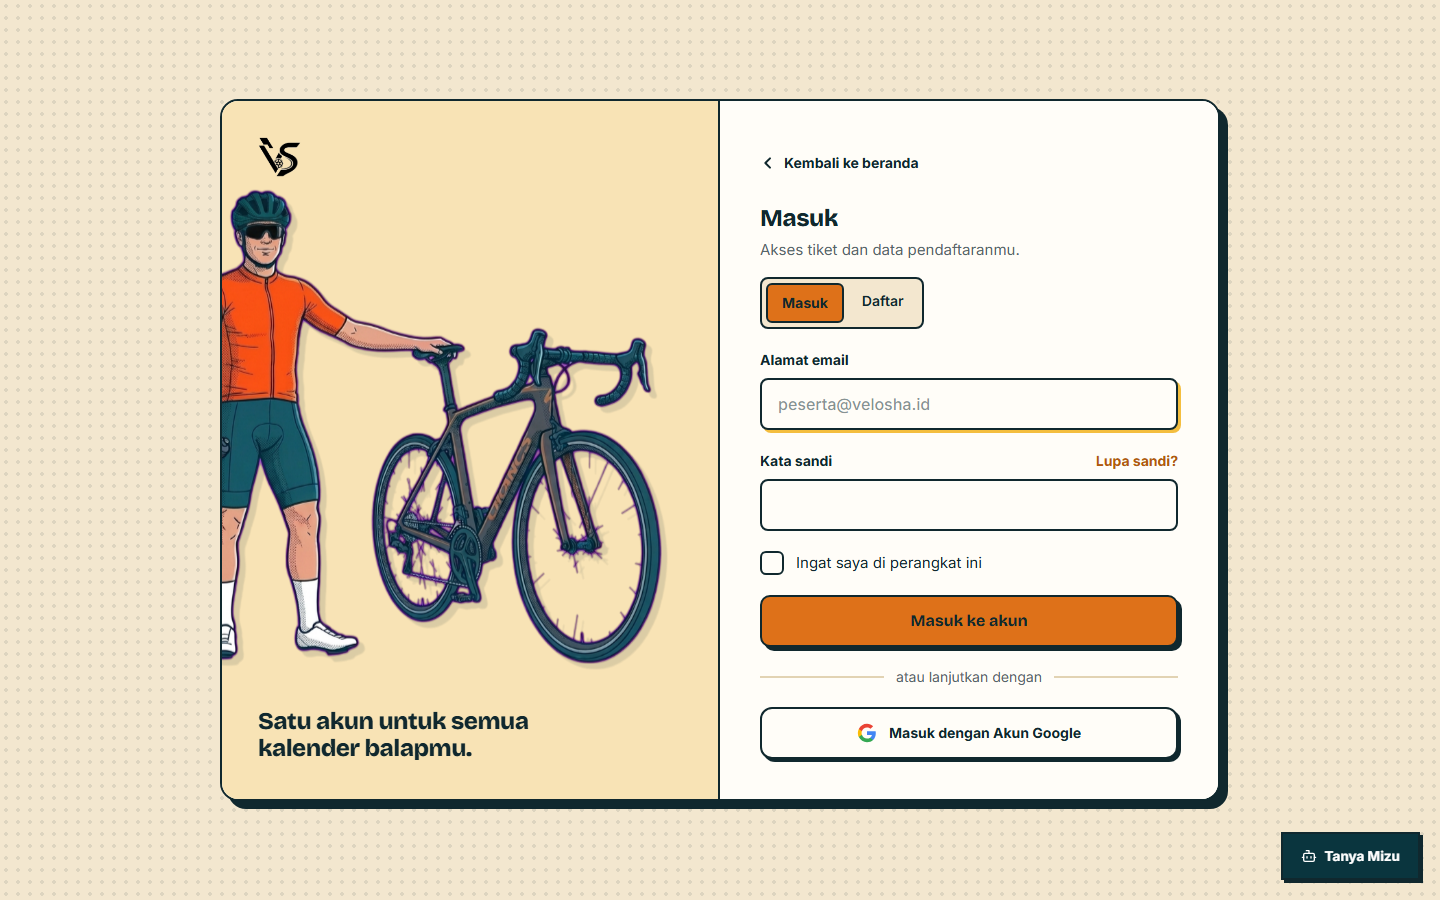 VS
Satu akun untuk semua
kalender balapmu.
Kembali ke beranda
Masuk
Akses tiket dan data pendaftaranmu.
Masuk
Daftar
Alamat email
peserta@velosha.id
Kata sandi
Lupa sandi?
Ingat saya di perangkat ini
Masuk ke akun
atau lanjutkan dengan
Masuk dengan Akun Google
Tanya Mizu